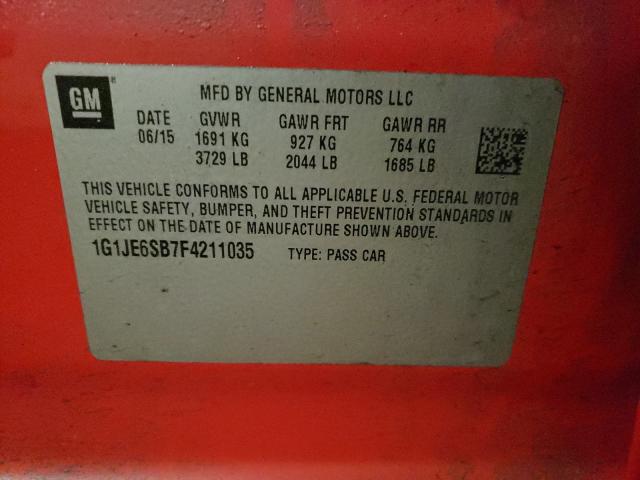 GM
®
MFD BY GENERAL MOTORS LLC
DATE GVWR GAWR FRT GAWR RR
06/15 1691 KG 927 KG 764 KG
3729 LB 2044 LB 1685 LB
THIS VEHICLE CONFORMS TO ALL APPLICABLE U.S. FEDERAL MOTOR
VEHICLE SAFETY, BUMPER, AND THEFT PREVENTION STANDARDS IN
EFFECT ON THE DATE OF MANUFACTURE SHOWN ABOVE.
1G1JE6SB7F4211035 TYPE: PASS CAR